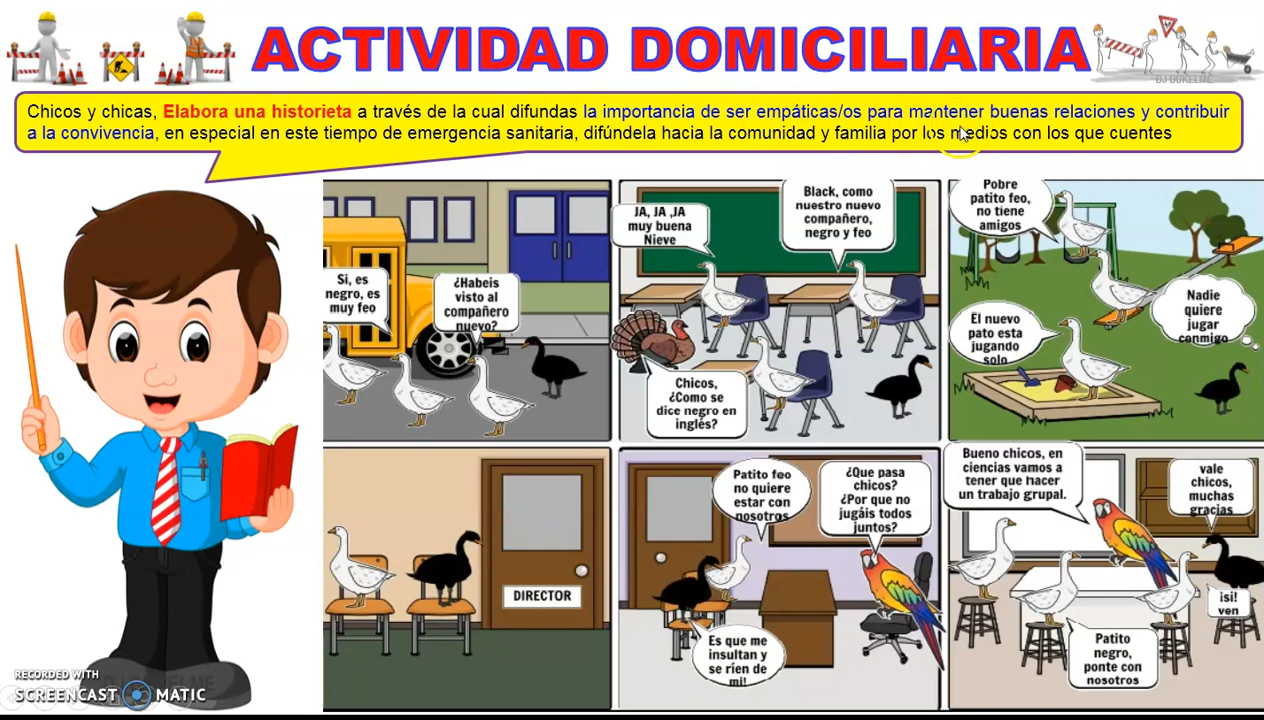 ACTIVIDAD DOMICILIARIA
DJ DOKELME
Chicos y chicas, Elabora una historieta a través de la cual difundas la importancia de ser empáticas/os para mantener buenas relaciones y contribuir
a la convivencia, en especial en este tiempo de emergencia sanitaria, difúndela hacia la comunidad y familia por los medios con los que cuentes
Si, es
negro, es
muy feo
¿Habeis
visto al
compañero
nuevo?
JA, JA ,JA
muy buena
Nieve
Black, como
nuestro nuevo
compañero,
negro y feo
Chicos,
¿Como se
dice negro en
inglés?
Pobre
patito feo,
no tiene
amigos
El nuevo
pato esta
jugando
solo
Nadie
quiere
jugar
conmigo
DIRECTOR
Patito feo
no quiere
estar con
nosotros
¿Que pasa
chicos?
¿Por que no
jugáis todos
juntos?
Es que me
insultan y
se ríen de
mi!
Bueno chicos, en
ciencias vamos a
tener que hacer
un trabajo grupal.
vale
chicos,
muchas
gracias
Patito
negro,
ponte con
nosotros
¡si!
ven
RECORDED WITH
SCREENCAST MATIC